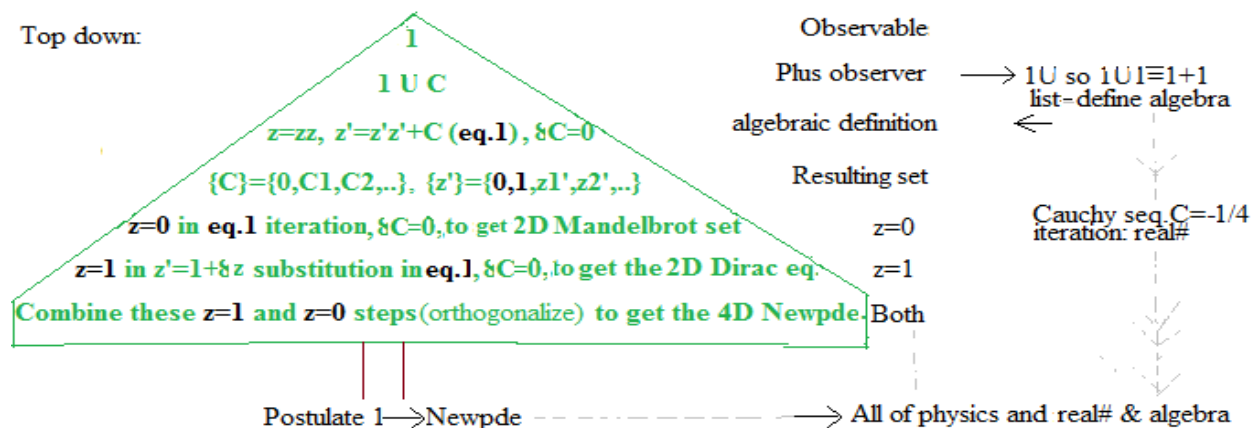 Top down:
1
Observable
1 U C
Plus observer
1U so 1U1≡1+1
list-define algebra
z=zz, z'=z'z'+C (eq.1), δC=0
algebraic definition
{C}={0,C1,C2,..}, {z'}={0,1,z1',z2',..}
Resulting set
z=0 in eq.1 iteration, δC=0, to get 2D Mandelbrot set
z=0
Cauchy seq. C=-1/4
iteration: real#
z=1 in z'=1+δz substitution in eq.1, δC=0, to get the 2D Dirac eq.
z=1
Combine these z=1 and z=0 steps(orthogonalize) to get the 4D Newpde.
Both
Postulate 1→Newpde
All of physics and real# & algebra